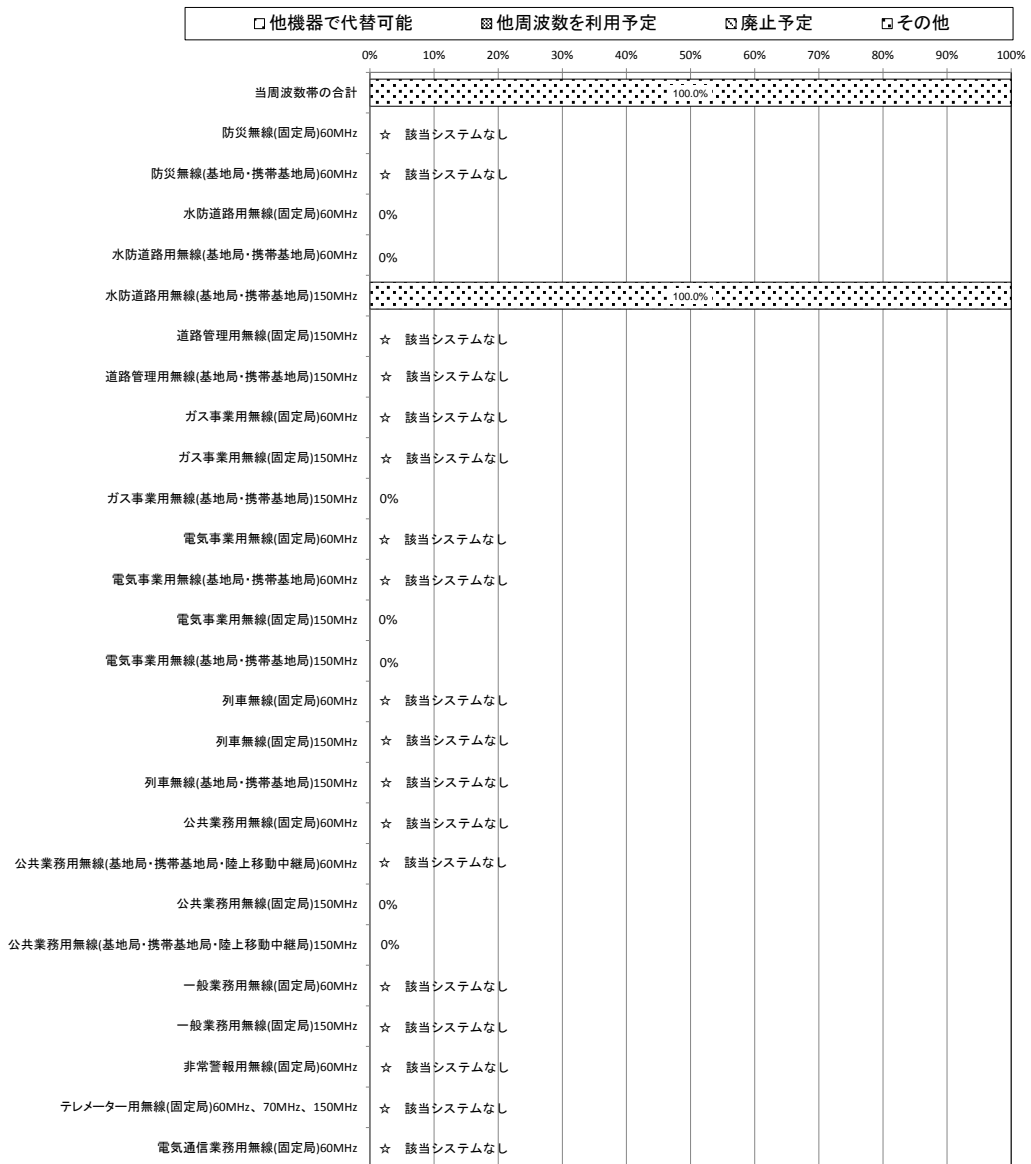 他機器で代替可能 他周波数を利用予定 廃止予定 その他
0% 10% 20% 30% 40% 50% 60% 70% 80% 90% 100%
当周波数帯の合計 100.0%
防災無線(固定局)60MHz ☆ 該当システムなし
防災無線(基地局・携帯基地局)60MHz ☆ 該当システムなし
水防道路用無線(固定局)60MHz 0%
水防道路用無線(基地局・携帯基地局)60MHz 0%
水防道路用無線(基地局・携帯基地局)150MHz 100.0%
道路管理用無線(固定局)150MHz ☆ 該当システムなし
道路管理用無線(基地局・携帯基地局)150MHz ☆ 該当システムなし
ガス事業用無線(固定局)60MHz ☆ 該当システムなし
ガス事業用無線(固定局)150MHz ☆ 該当システムなし
ガス事業用無線(基地局・携帯基地局)150MHz 0%
電気事業用無線(固定局)60MHz ☆ 該当システムなし
電気事業用無線(基地局・携帯基地局)60MHz ☆ 該当システムなし
電気事業用無線(固定局)150MHz 0%
電気事業用無線(基地局・携帯基地局)150MHz 0%
列車無線(固定局)60MHz ☆ 該当システムなし
列車無線(固定局)150MHz ☆ 該当システムなし
列車無線(基地局・携帯基地局)150MHz ☆ 該当システムなし
公共業務用無線(固定局)60MHz ☆ 該当システムなし
公共業務用無線(基地局・携帯基地局・陸上移動中継局)60MHz ☆ 該当システムなし
公共業務用無線(固定局)150MHz 0%
公共業務用無線(基地局・携帯基地局・陸上移動中継局)150MHz 0%
一般業務用無線(固定局)60MHz ☆ 該当システムなし
一般業務用無線(固定局)150MHz ☆ 該当システムなし
非常警報用無線(固定局)60MHz ☆ 該当システムなし
テレメーター用無線(固定局)60MHz、70MHz、150MHz ☆ 該当システムなし
電気通信業務用無線(固定局)60MHz ☆ 該当システムなし